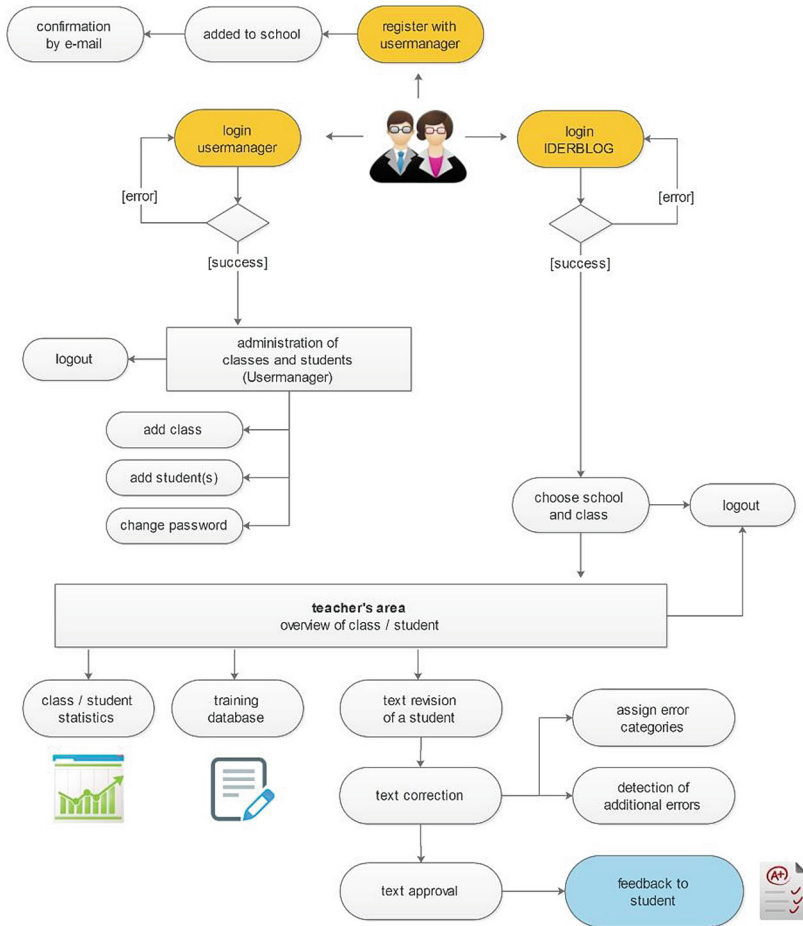 confirmation
by e-mail
added to school
register with
usermanager
login
usermanager
login
IDERBLOG
[error]
[error]
[success]
[success]
logout
administration of
classes and students
(Usermanager)
add class
add student(s)
change password
choose school
and class
logout
teacher's area
overview of class / student
class / student
statistics
training
database
text revision
of a student
assign error
categories
text correction
detection of
additional errors
text approval
feedback to
student
A+